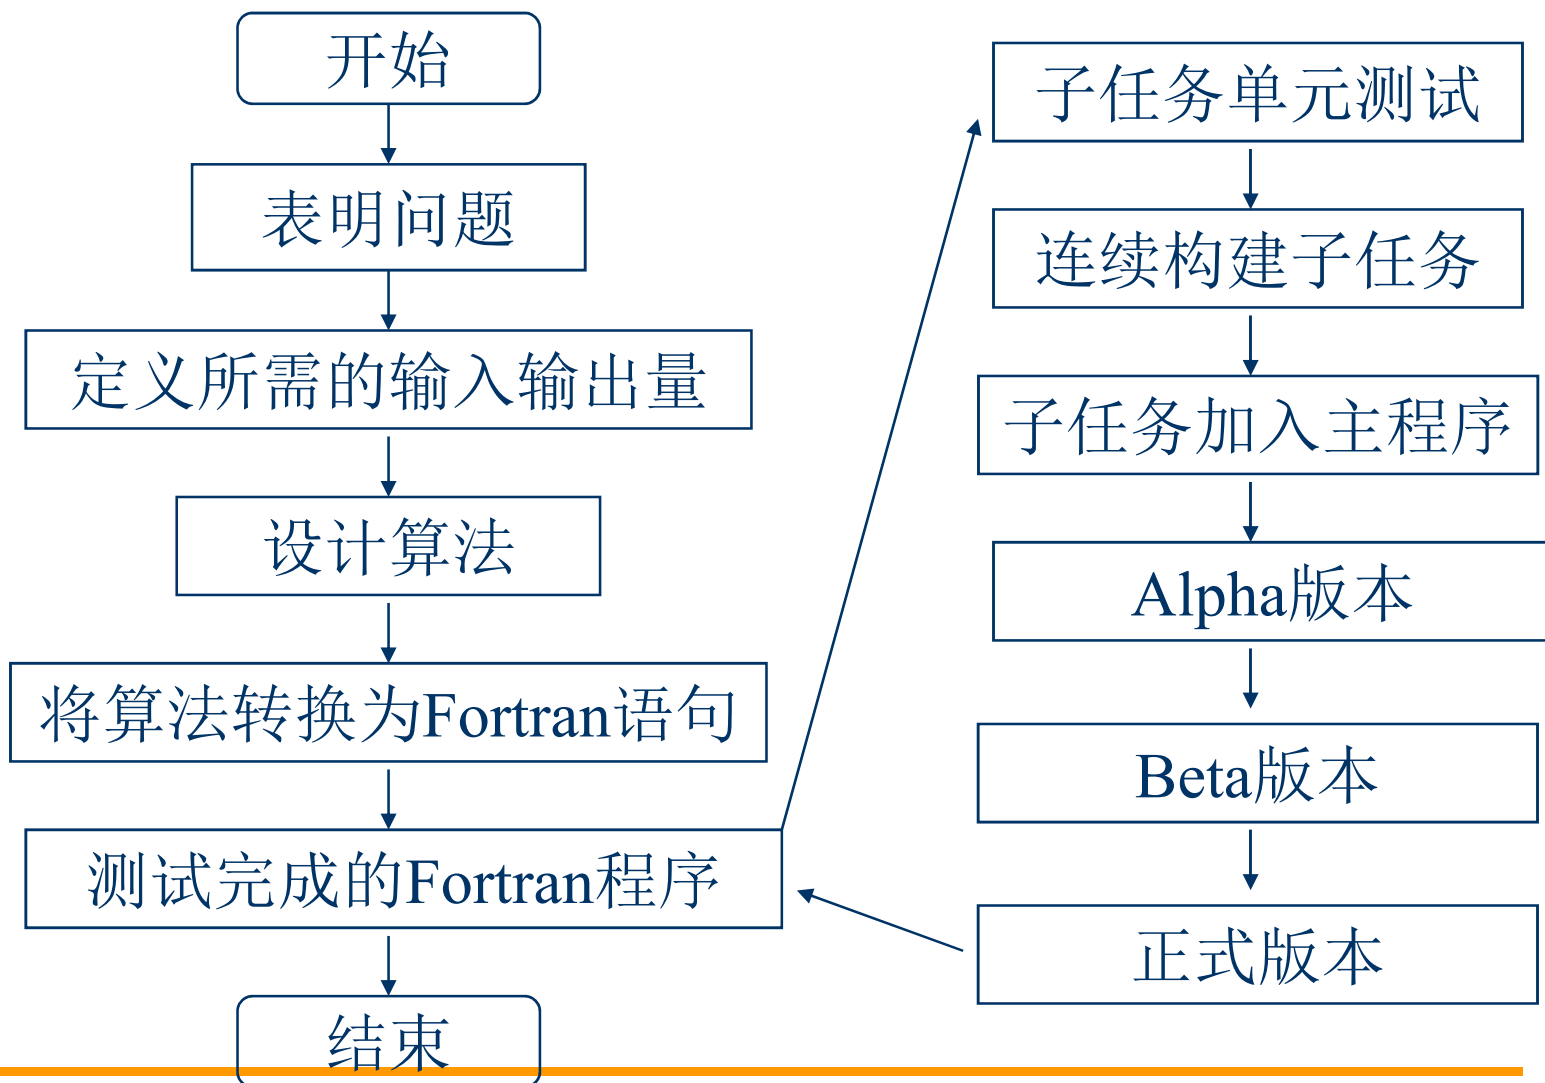 开始
表明问题
定义所需的输入输出量
设计算法
将算法转换为Fortran语句
测试完成的Fortran程序
结束
子任务单元测试
连续构建子任务
子任务加入主程序
Alpha版本
Beta版本
正式版本